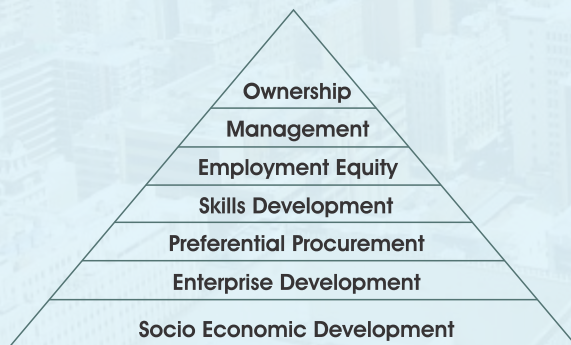 Ownership
Management
Employment Equity
Skills Development
Preferential Procurement
Enterprise Development
Socio Economic Development